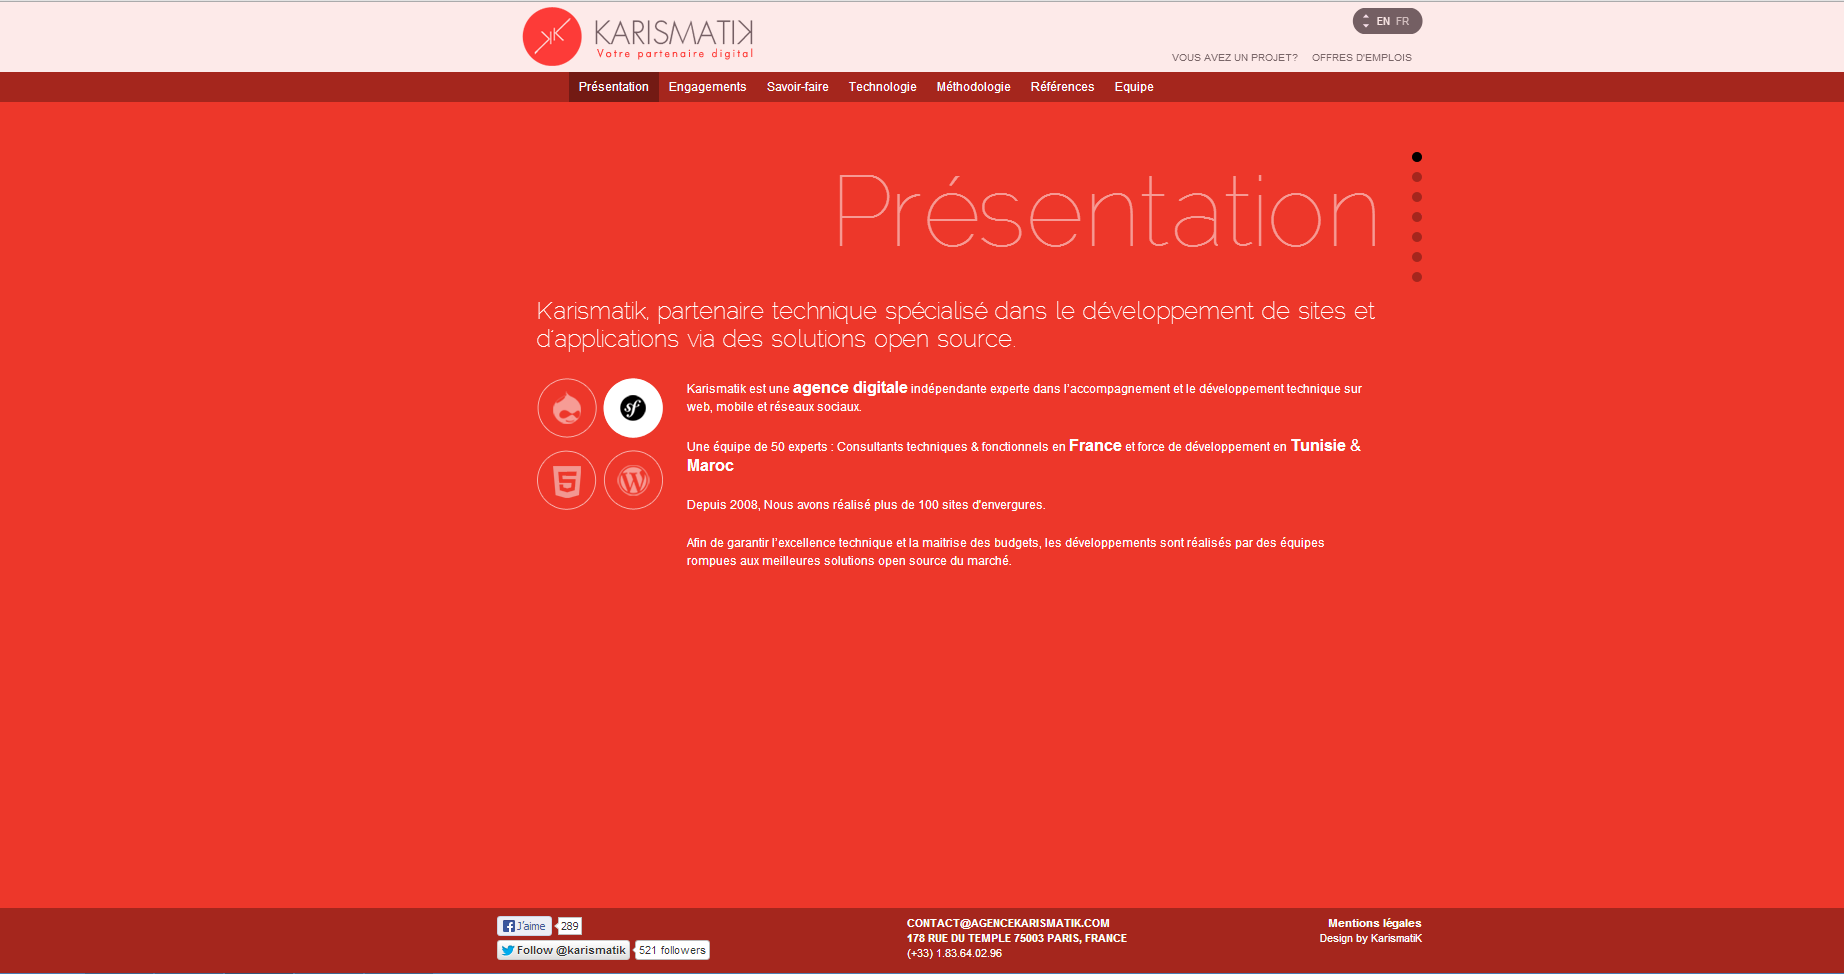 KARISMATIK
Votre partenaire digital
EN FR
VOUS AVEZ UN PROJET? OFFRES D'EMPLOIS
Présentation Engagements Savoir-faire Technologie Méthodologie Références Equipe
Présentation
Karismatik, partenaire technique spécialisé dans le développement de sites et
d'applications via des solutions open source.
sf
5
W
Karismatik est une agence digitale indépendante experte dans l'accompagnement et le développement technique sur
web, mobile et réseaux sociaux.
Une équipe de 50 experts : Consultants techniques & fonctionnels en France et force de développement en Tunisie &
Maroc
Depuis 2008, Nous avons réalisé plus de 100 sites d'envergures.
Afin de garantir l'excellence technique et la maitrise des budgets, les développements sont réalisés par des équipes
rompues aux meilleures solutions open source du marché.
J'aime 289
Follow @karismatik 521 followers
CONTACT@AGENCEKARISMATIK.COM
178 RUE DU TEMPLE 75003 PARIS, FRANCE
(+33) 1.83.64.02.96
Mentions légales
Design by KarismatiK